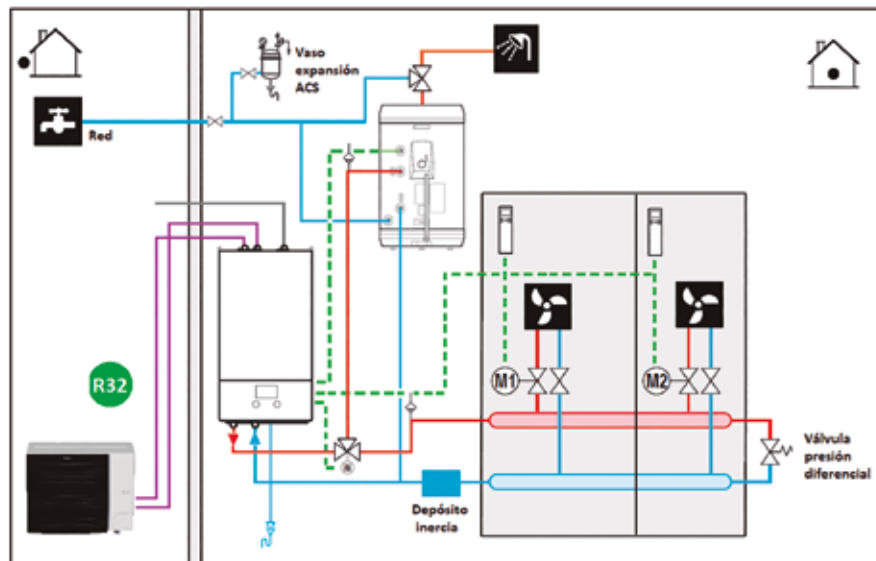 Vaso
expansión
ACS
Red
R32
M1
M2
Válvula
presión
diferencial
Depósito
inercia